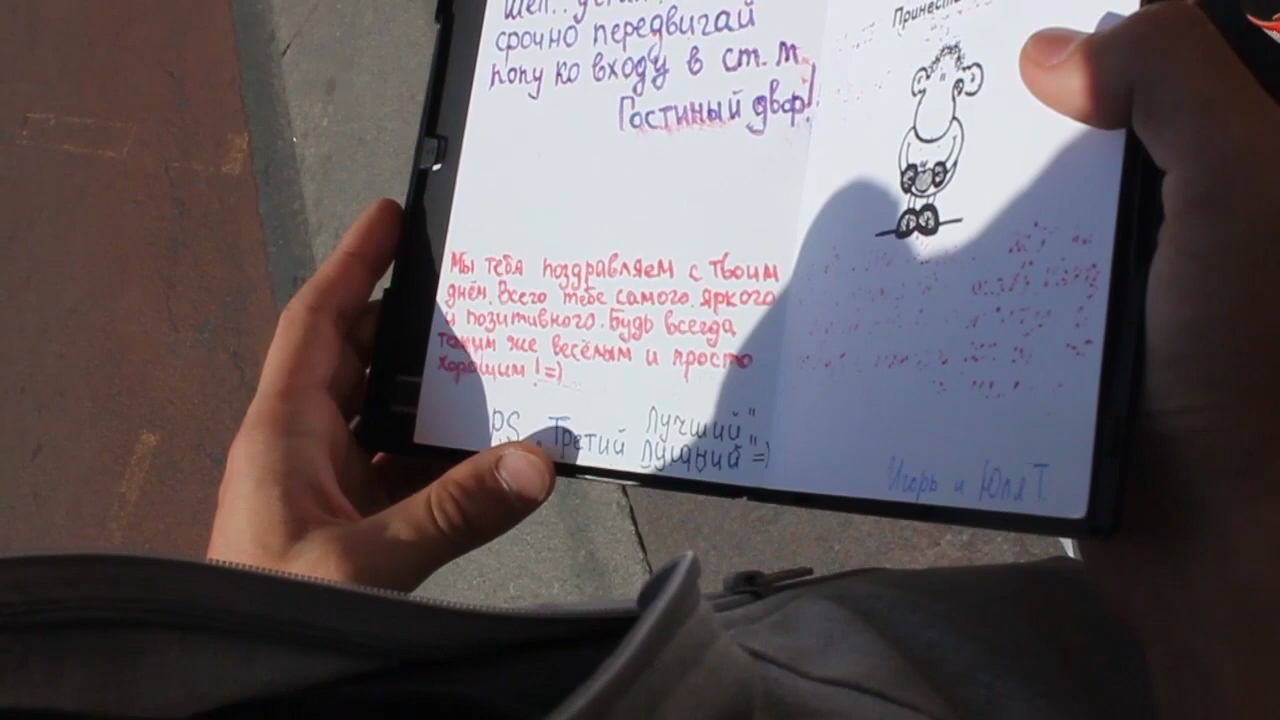 срочно передвигай
попу ко входу в ст. м.
Гостиный двор!
Мы тебя поздравляем с Твоим
днём. Всего тебе самого яркого
и позитивного. Будь всегда
таким же весёлым и просто
хорошим! =)
PS „Третий Лучший"
Думаний" =)
Игорь и Юля Т.